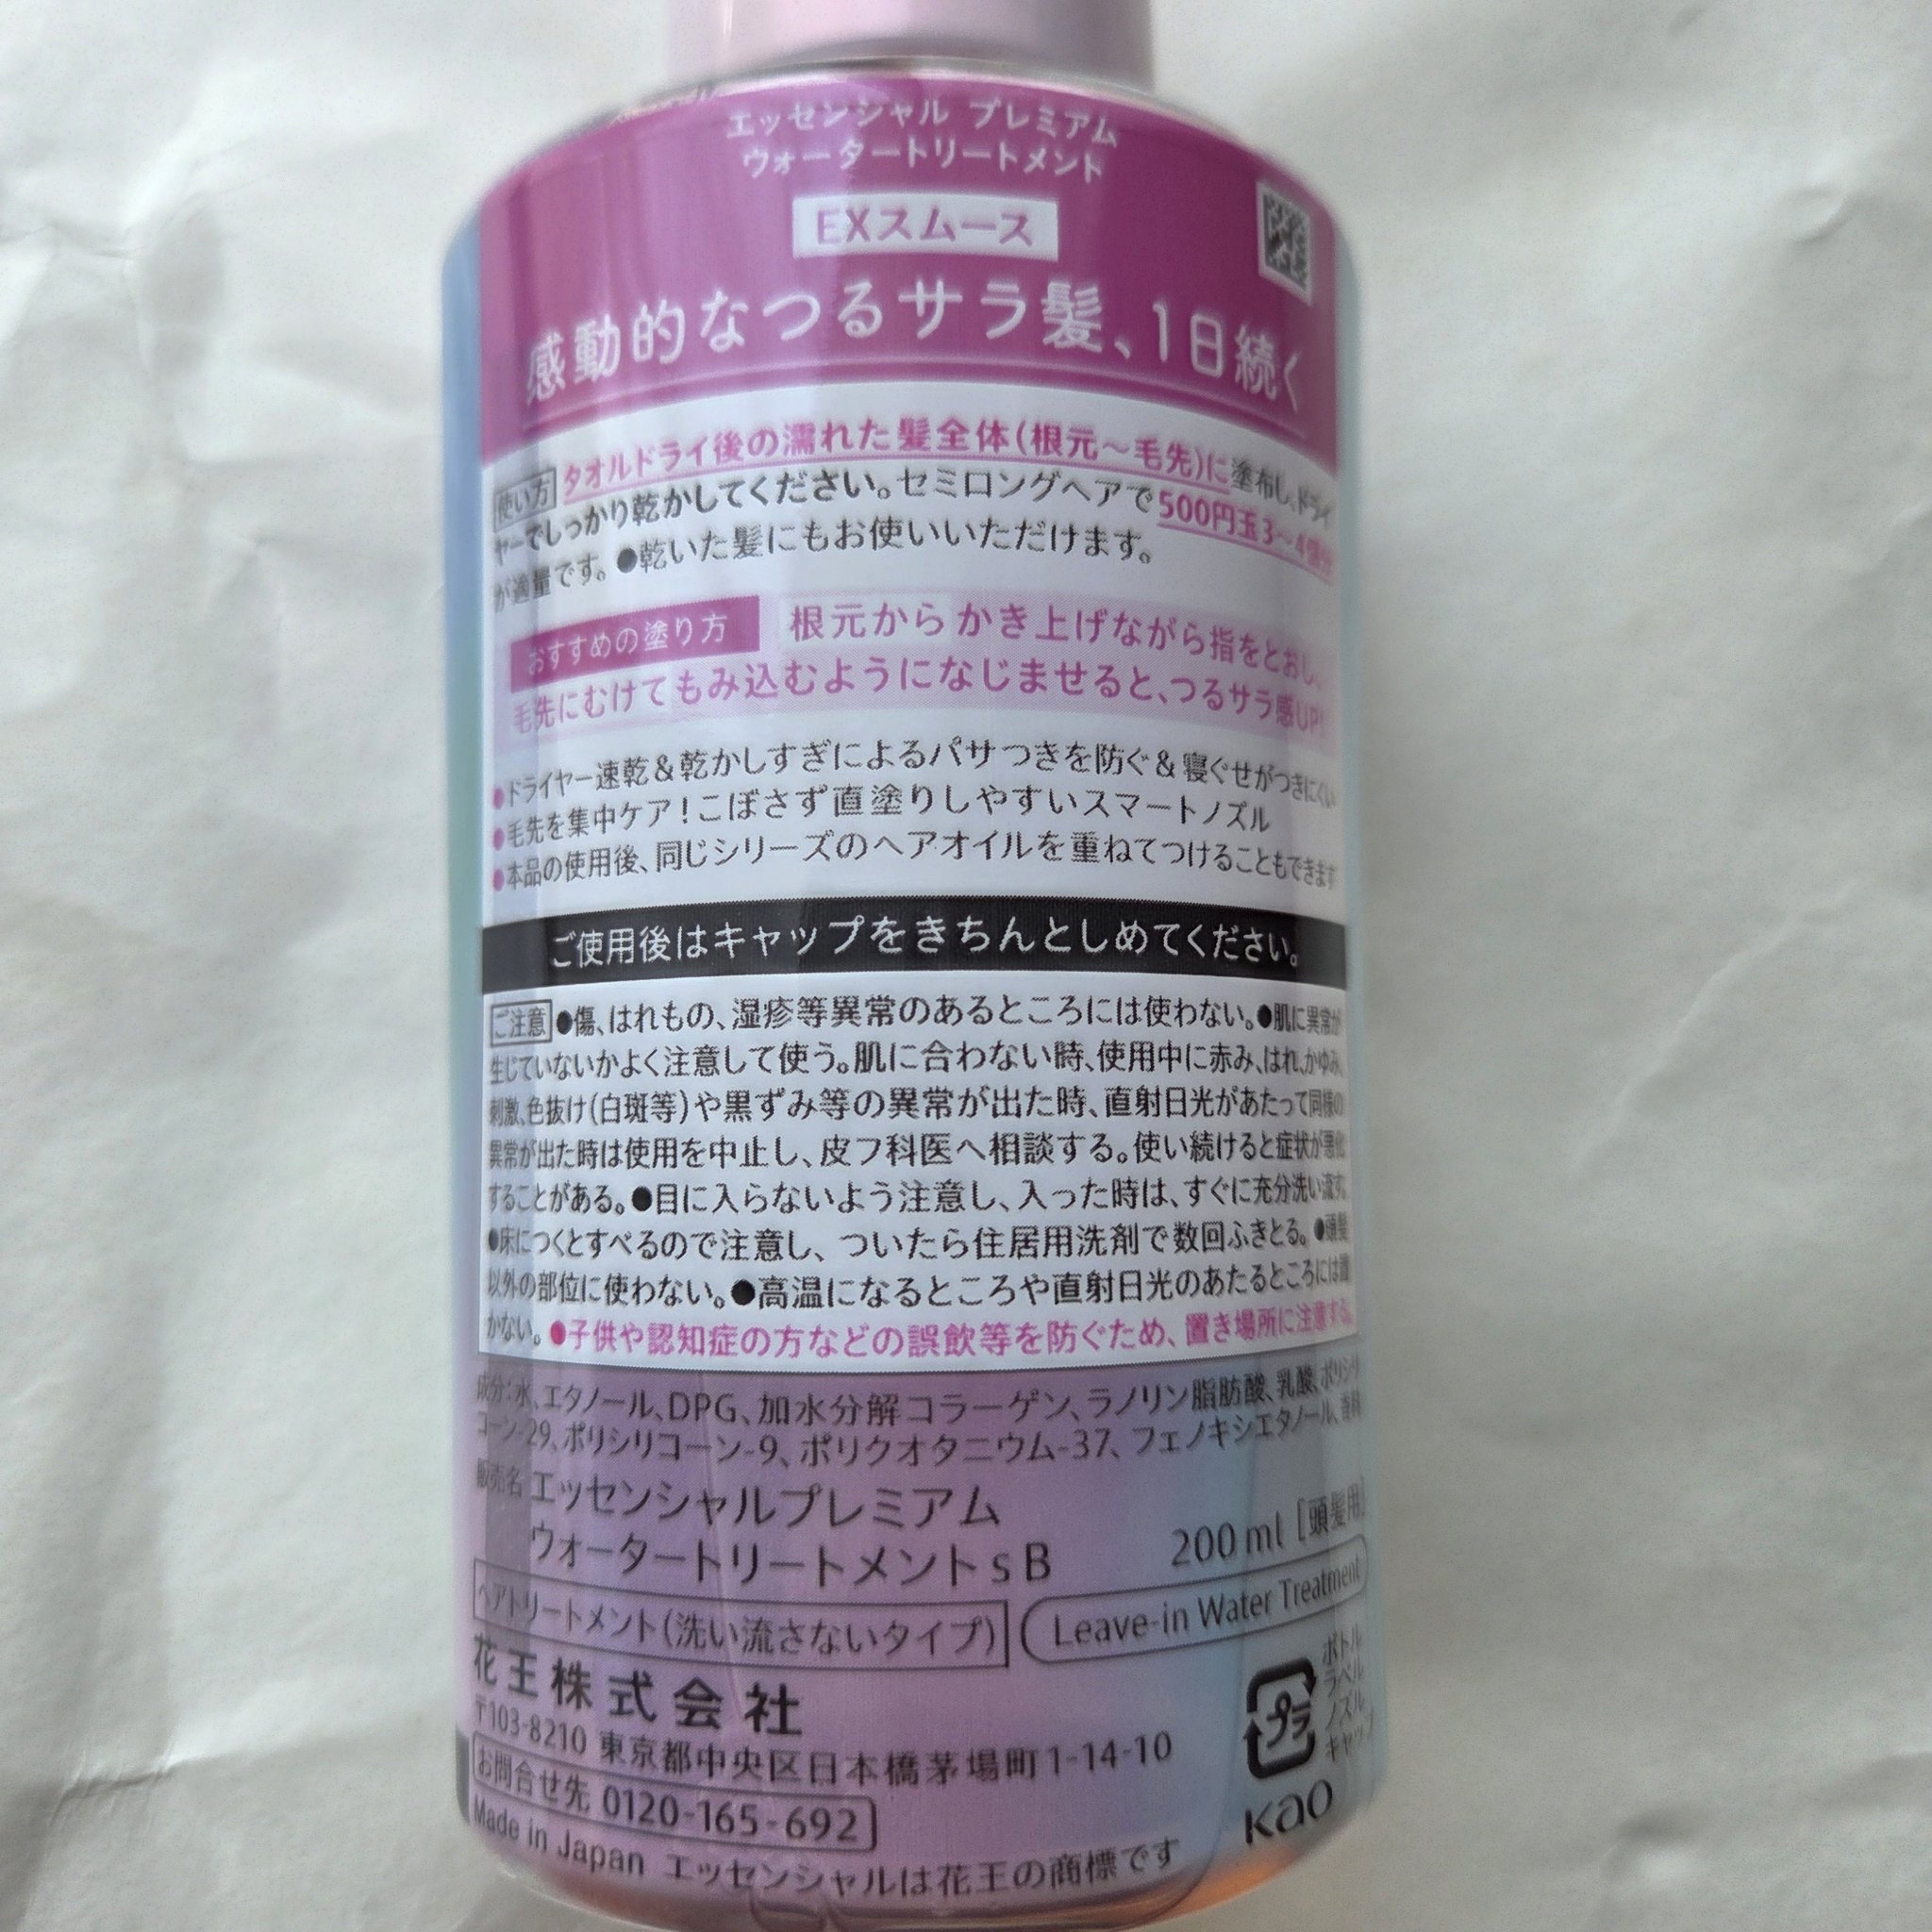 エッセンシャル プレミアム
ウォータートリートメント
EXスムース
感動的なつるサラ髪、1日続く
使い方 タオルドライ後の濡れた髪全体(根元～毛先)に塗布し、ドライ
ヤーでしっかり乾かしてください。セミロングヘアで500円玉3～4個分
が適量です。●乾いた髪にもお使いいただけます。
おすすめの塗り方 根元からかき上げながら指をとおし、
毛先にむけてもみ込むようになじませると、つるサラ感UP!
●ドライヤー速乾&乾かしすぎによるパサつきを防ぐ&寝ぐせがつきにくい
●毛先を集中ケア!こぼさず直塗りしやすいスマートノズル
●本品の使用後、同じシリーズのヘアオイルを重ねてつけることもできます
ご使用後はキャップをきちんとしめてください。
ご注意 ●傷、はれもの、湿疹等異常のあるところには使わない。●肌に異常が
生じていないかよく注意して使う。肌に合わない時、使用中に赤み、はれ、かゆみ、
刺激、色抜け(白斑等)や黒ずみ等の異常が出た時、直射日光があたって同様の
異常が出た時は使用を中止し、皮フ科医へ相談する。使い続けると症状が悪化
することがある。●目に入らないよう注意し、入った時は、すぐに充分洗い流す。
●床につくとすべるので注意し、ついたら住居用洗剤で数回ふきとる。●頭髪
以外の部位に使わない。●高温になるところや直射日光のあたるところには置
かない。●子供や認知症の方などの誤飲等を防ぐため、置き場所に注意する。
成分:水、エタノール、DPG、加水分解コラーゲン、ラノリン脂肪酸、乳酸、ポリシリ
コーン-29、ポリシリコーン-9、ポリクオタニウム-37、フェノキシエタノール、香料
販売名 エッセンシャルプレミアム
ウォータートリートメントsB
200ml [頭髪用]
ヘアトリートメント(洗い流さないタイプ)
Leave-in Water Treatment
花王株式会社
〒103-8210 東京都中央区日本橋茅場町1-14-10
お問合せ先 0120-165-692
Made in Japan エッセンシャルは花王の商標です
プラ
ボトル
ラベル
ノズル
キャップ
Kao